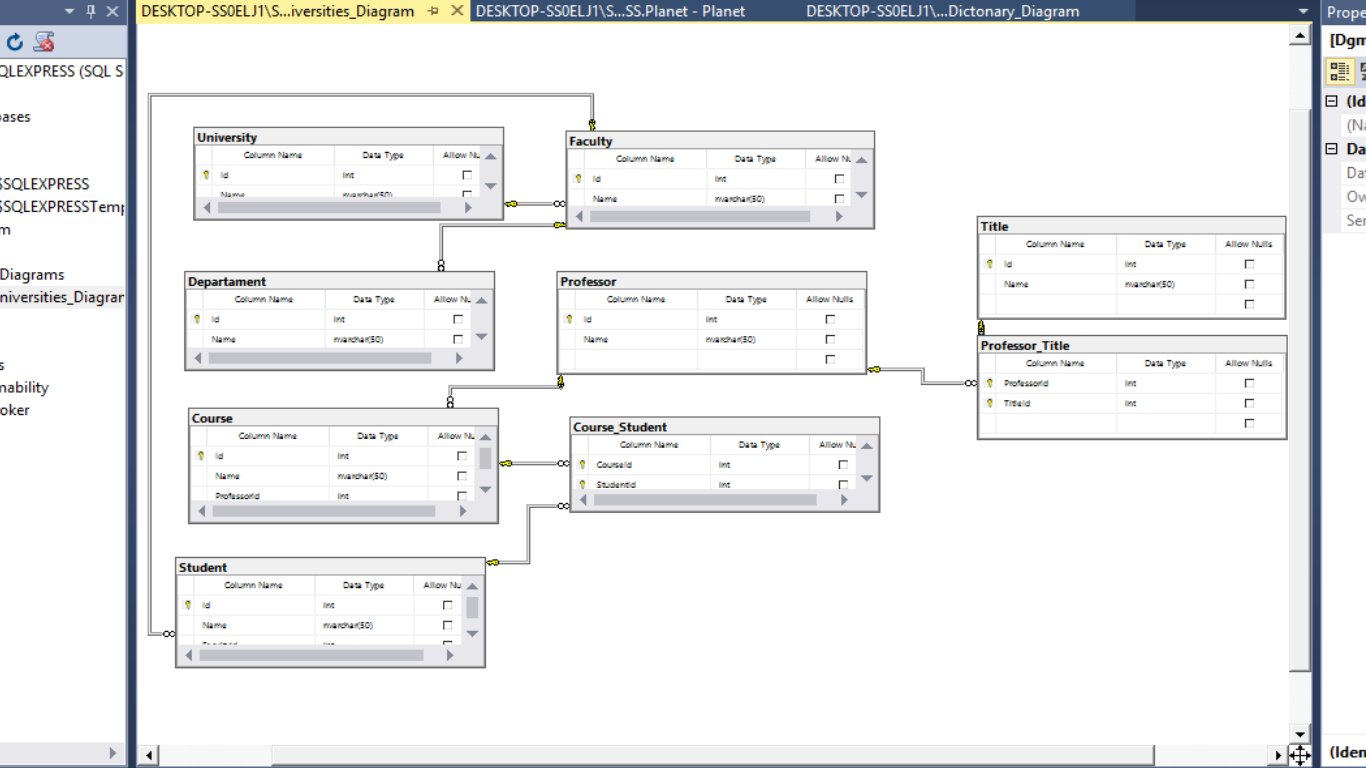 DESKTOP-SS0ELJ1\S...iversities_Diagram
DESKTOP-SS0ELJ1\S...SS.Planet - Planet
DESKTOP-SS0ELJ1\...Dictonary_Diagram
Prope
QLEXPRESS (SQL S
ases
$SQLEXPRESS
$SQLEXPRESSTemp
m
Diagrams
niversities_Diagran
s
nability
oker
University
Column Name Data Type Allow Nu
Id int
Name nvarchar(50)
Faculty
Column Name Data Type Allow Nu
Id int
Name nvarchar(50)
Departament
Column Name Data Type Allow Nu
Id int
Name nvarchar(50)
Professor
Column Name Data Type Allow Nulls
Id int
Name nvarchar(50)
Title
Column Name Data Type Allow Nulls
Id int
Name nvarchar(50)
Professor_Title
Column Name Data Type Allow Nulls
ProfessorId int
TitleId int
Course
Column Name Data Type Allow Nu
Id int
Name nvarchar(50)
ProfessorId int
Course_Student
Column Name Data Type Allow Nu
CourseId int
StudentId int
Student
Column Name Data Type Allow Nu
Id int
Name nvarchar(50)
[Dgm
(Id
(Na
Da
Dat
Ow
Ser
(Iden